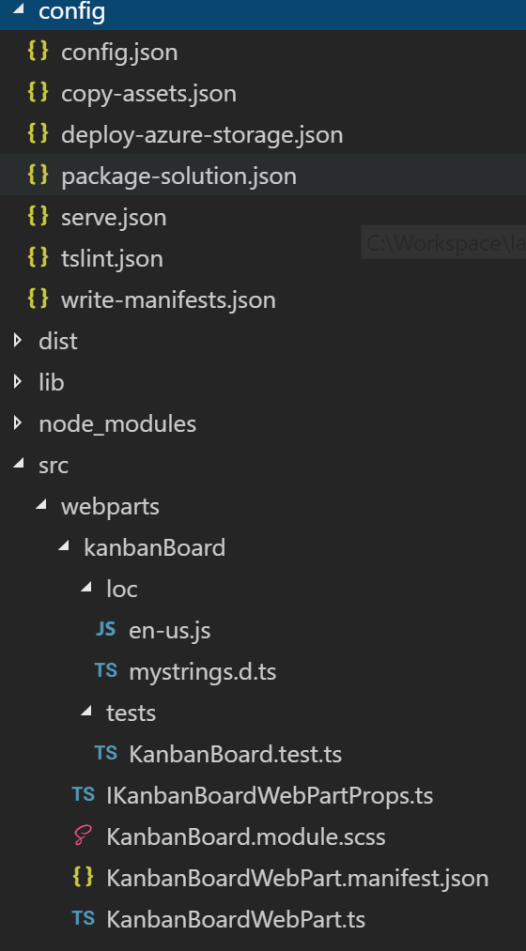 config
{} config.json
{} copy-assets.json
{} deploy-azure-storage.json
{} package-solution.json
{} serve.json
C:\Workspace\la
{} tslint.json
{} write-manifests.json
dist
lib
node_modules
src
webparts
kanbanBoard
loc
JS en-us.js
TS mystrings.d.ts
tests
TS KanbanBoard.test.ts
TS IKanbanBoardWebPartProps.ts
KanbanBoard.module.scss
{} KanbanBoardWebPart.manifest.json
TS KanbanBoardWebPart.ts